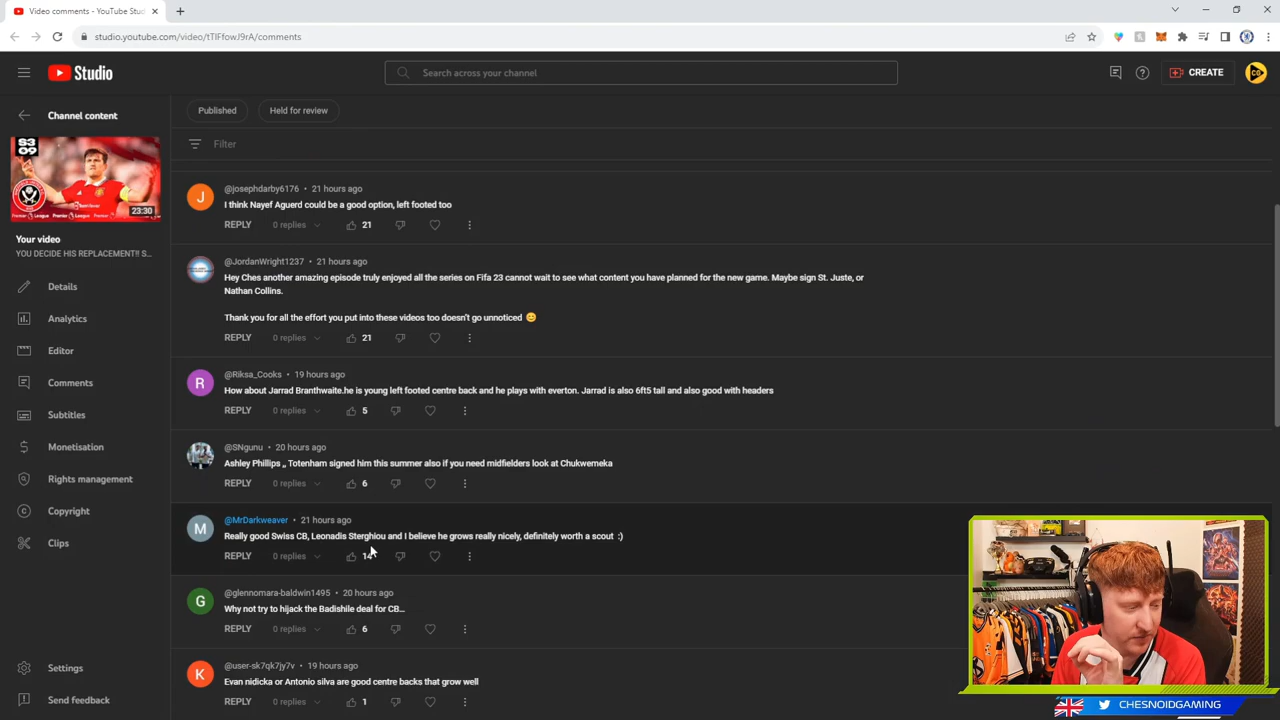 Video comments - YouTube Stud
studio.youtube.com/video/tTIFfowJ9rA/comments
Studio
Search across your channel
CREATE
Channel content
Published
Held for review
Filter
S3
09
Premier League
23:30
Your video
YOU DECIDE HIS REPLACEMENT!! S...
Details
Analytics
Editor
Comments
Subtitles
Monetisation
Rights management
Copyright
Clips
Settings
Send feedback
@josephdarby6176 • 21 hours ago
I think Nayef Aguerd could be a good option, left footed too
REPLY 0 replies 21
@JordanWright1237 • 21 hours ago
Hey Ches another amazing episode truly enjoyed all the series on Fifa 23 cannot wait to see what content you have planned for the new game. Maybe sign St. Juste, or
Nathan Collins.
Thank you for all the effort you put into these videos too doesn't go unnoticed 😊
REPLY 0 replies 21
@Riksa_Cooks • 19 hours ago
How about Jarrad Branthwaite.he is young left footed centre back and he plays with everton. Jarrad is also 6ft5 tall and also good with headers
REPLY 0 replies 5
@SNgunu • 20 hours ago
Ashley Phillips ,, Totenham signed him this summer also if you need midfielders look at Chukwemeka
REPLY 0 replies 6
@MrDarkweaver • 21 hours ago
Really good Swiss CB, Leonadis Sterghiou and I believe he grows really nicely, definitely worth a scout :)
REPLY 0 replies 14
@glennomara-baldwin1495 • 20 hours ago
Why not try to hijack the Badishile deal for CB...
REPLY 0 replies 6
@user-sk7qk7jy7v • 19 hours ago
Evan nidicka or Antonio silva are good centre backs that grow well
REPLY 0 replies 1
CHESNOIDGAMING